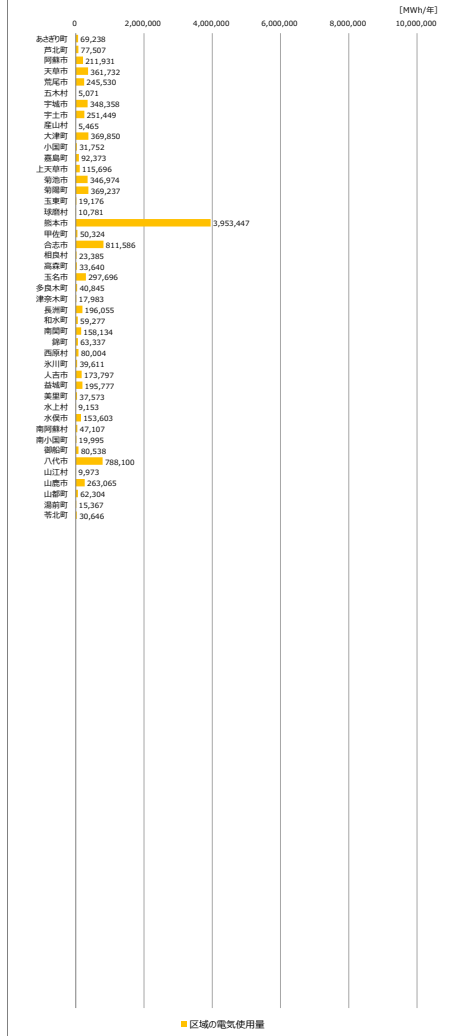 [MWh/年]
0 2,000,000 4,000,000 6,000,000 8,000,000 10,000,000
あさぎり町 69,238
芦北町 77,507
阿蘇市 211,931
天草市 361,732
荒尾市 245,530
五木村 5,071
宇城市 348,358
宇土市 251,449
産山村 5,465
大津町 369,850
小国町 31,752
嘉島町 92,373
上天草市 115,696
菊池市 346,974
菊陽町 369,237
玉東町 19,176
球磨村 10,781
熊本市 3,953,447
甲佐町 50,324
合志市 811,586
相良村 23,385
高森町 33,640
玉名市 297,696
多良木町 40,845
津奈木町 17,983
長洲町 196,055
和水町 59,277
南関町 158,134
錦町 63,337
西原村 80,004
氷川町 39,611
人吉市 173,797
益城町 195,777
美里町 37,573
水上村 9,153
水俣市 153,603
南阿蘇村 47,107
南小国町 19,995
御船町 80,538
八代市 788,100
山江村 9,973
山鹿市 263,065
山都町 62,304
湯前町 15,367
苓北町 30,646
区域の電気使用量